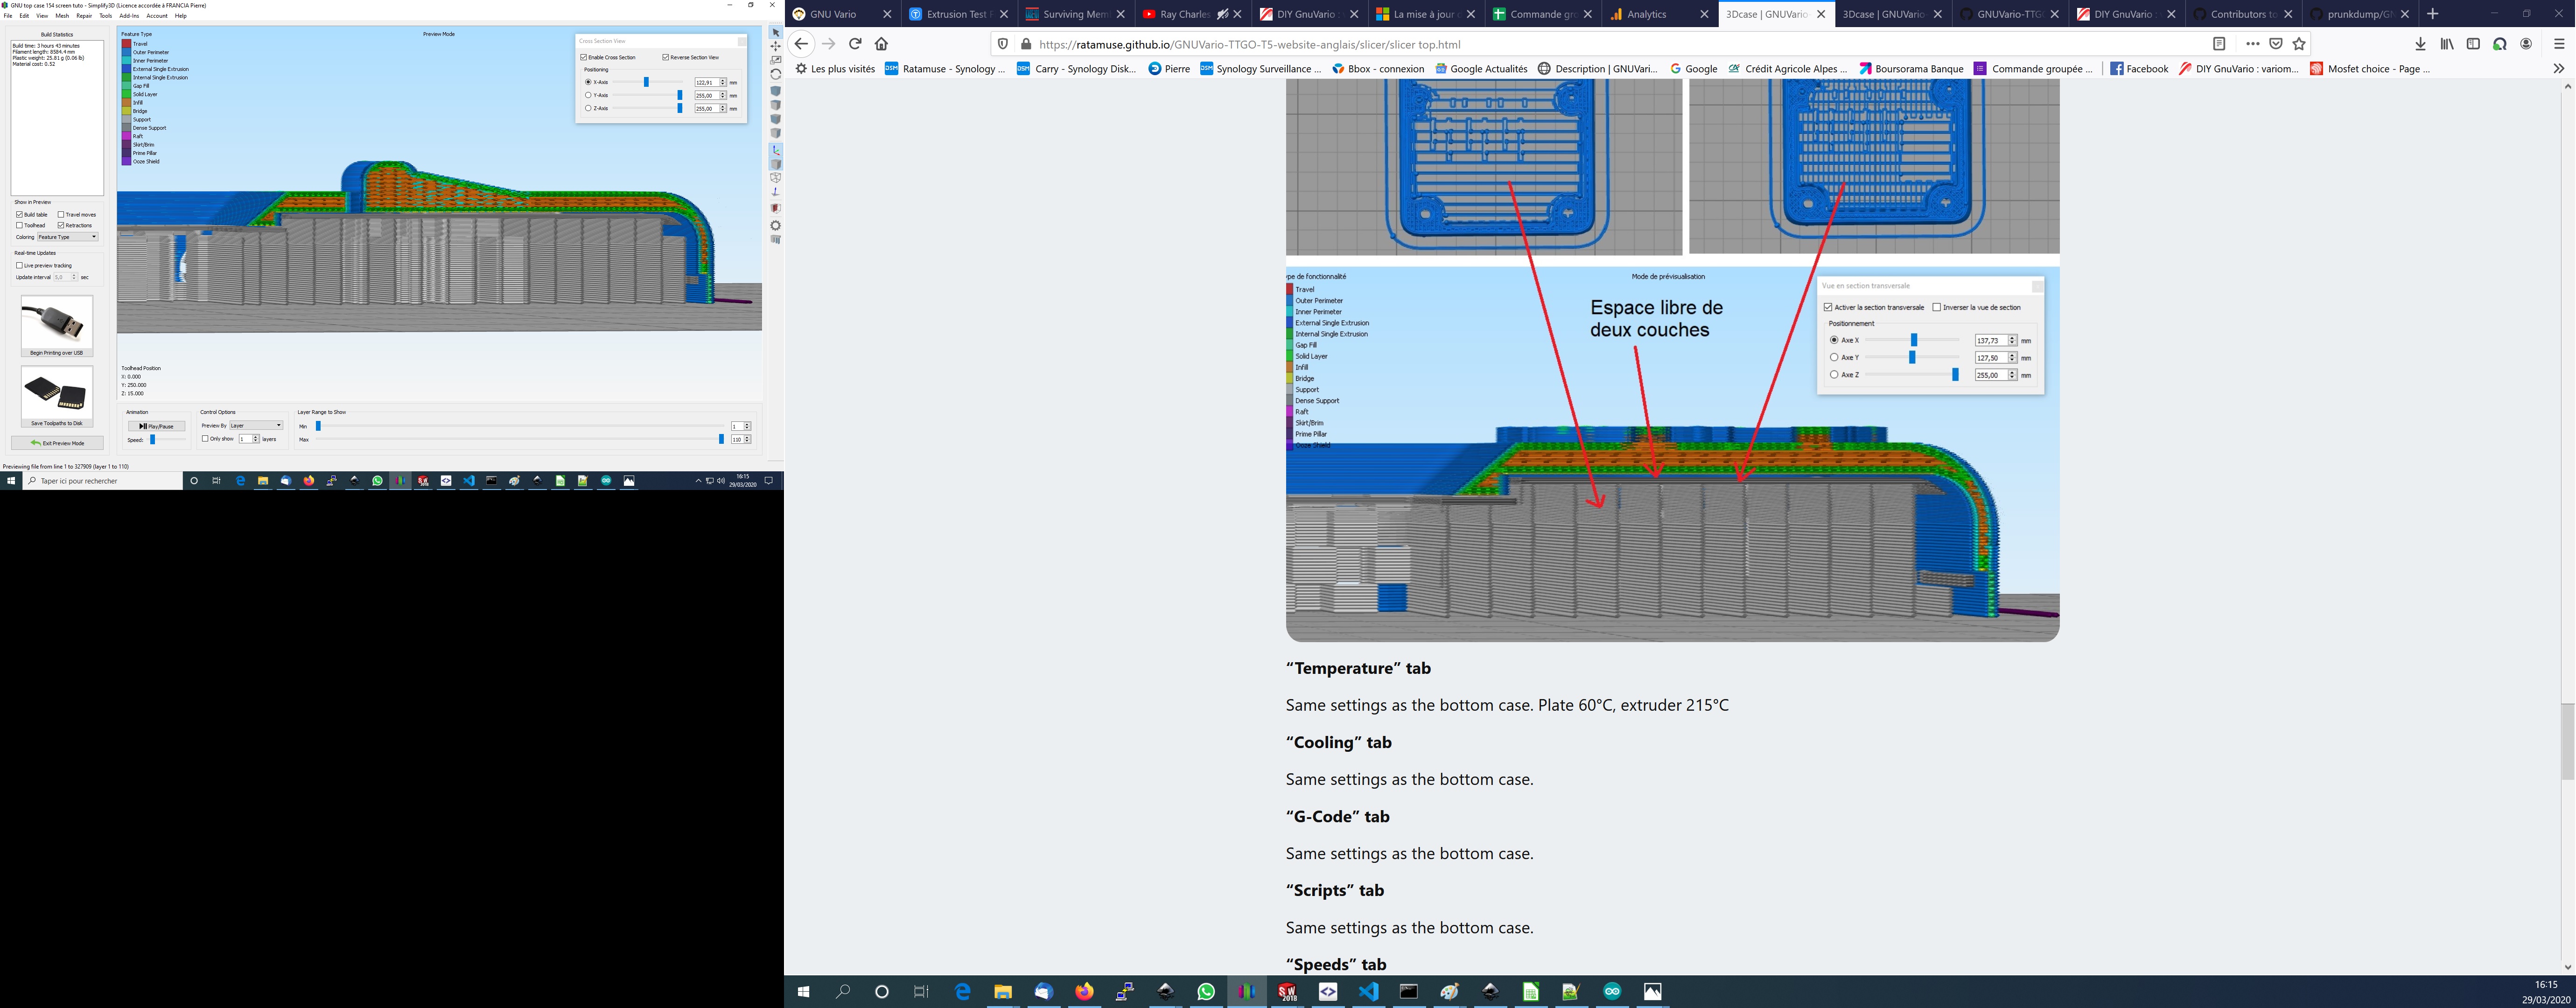 GNU top case 154 screen tuto - Simplify3D (Licence accordée à FRANCIA Pierre)
File Edit View Mesh Repair Tools Add-Ins Account Help
Build Statistics
Build time: 3 hours 43 minutes
Filament length: 8584.4 mm
Plastic weight: 25.81 g (0.06 lb)
Material cost: 0.52
Show in Preview
Build table Travel moves
Toolhead Retractions
Coloring Feature Type
Real-time Updates
Live preview tracking
Update interval 5,0 sec
Begin Printing over USB
Save Toolpaths to Disk
Exit Preview Mode
Feature Type
Travel
Outer Perimeter
Inner Perimeter
External Single Extrusion
Internal Single Extrusion
Gap Fill
Solid Layer
Infill
Bridge
Support
Dense Support
Raft
Skirt/Brim
Prime Pillar
Ooze Shield
Preview Mode
Cross Section View
Enable Cross Section Reverse Section View
Positioning
X-Axis 122,91 mm
Y-Axis 255,00 mm
Z-Axis 255,00 mm
Toolhead Position
X: 0.000
Y: 250.000
Z: 15.000
Animation
Play/Pause
Speed:
Control Options
Preview By Layer
Only show 1 layers
Layer Range to Show
Min 1
Max 110
Previewing file from line 1 to 327909 (layer 1 to 110)
Taper ici pour rechercher
16:15
29/03/2020
GNU Vario
Extrusion Test
Surviving Mem
Ray Charles
DIY GnuVario :
La mise à jour
Commande gr
Analytics
3Dcase | GNUVario
3Dcase | GNUVario
GNUVario-TTG
DIY GnuVario :
Contributors to
prunkdump/G
https://ratamuse.github.io/GNUVario-TTGO-T5-website-anglais/slicer/slicer top.html
Les plus visités
Ratamuse - Synology ...
Carry - Synology Disk...
Pierre
Synology Surveillance ...
Bbox - connexion
Google Actualités
Description | GNUVari...
Google
Crédit Agricole Alpes ...
Boursorama Banque
Commande groupée ...
Facebook
DIY GnuVario : variom...
Mosfet choice - Page ...
pe de fonctionnalité
Travel
Outer Perimeter
Inner Perimeter
External Single Extrusion
Internal Single Extrusion
Gap Fill
Solid Layer
Infill
Bridge
Support
Dense Support
Raft
Skirt/Brim
Prime Pillar
Ooze Shield
Mode de prévisualisation
Espace libre de
deux couches
Vue en section transversale
Activer la section transversale Inverser la vue de section
Positionnement
Axe X 137,73 mm
Axe Y 127,50 mm
Axe Z 255,00 mm
“Temperature” tab
Same settings as the bottom case. Plate 60°C, extruder 215°C
“Cooling” tab
Same settings as the bottom case.
“G-Code” tab
Same settings as the bottom case.
“Scripts” tab
Same settings as the bottom case.
“Speeds” tab
16:15
29/03/2020